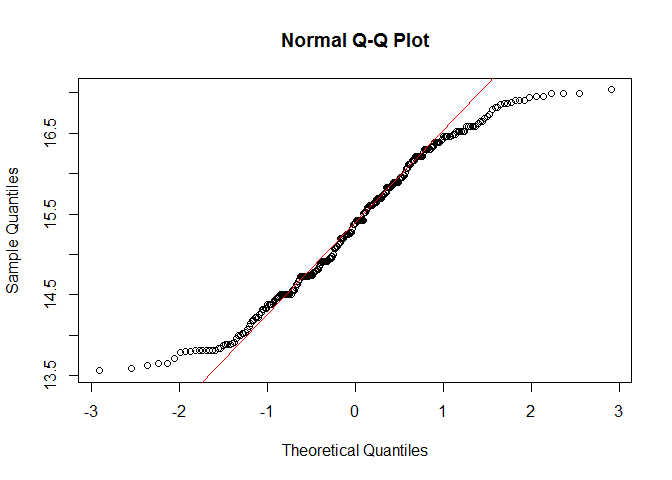 Normal Q-Q Plot
Sample Quantiles
16.5
15.5
14.5
13.5
-3 -2 -1 0 1 2 3
Theoretical Quantiles